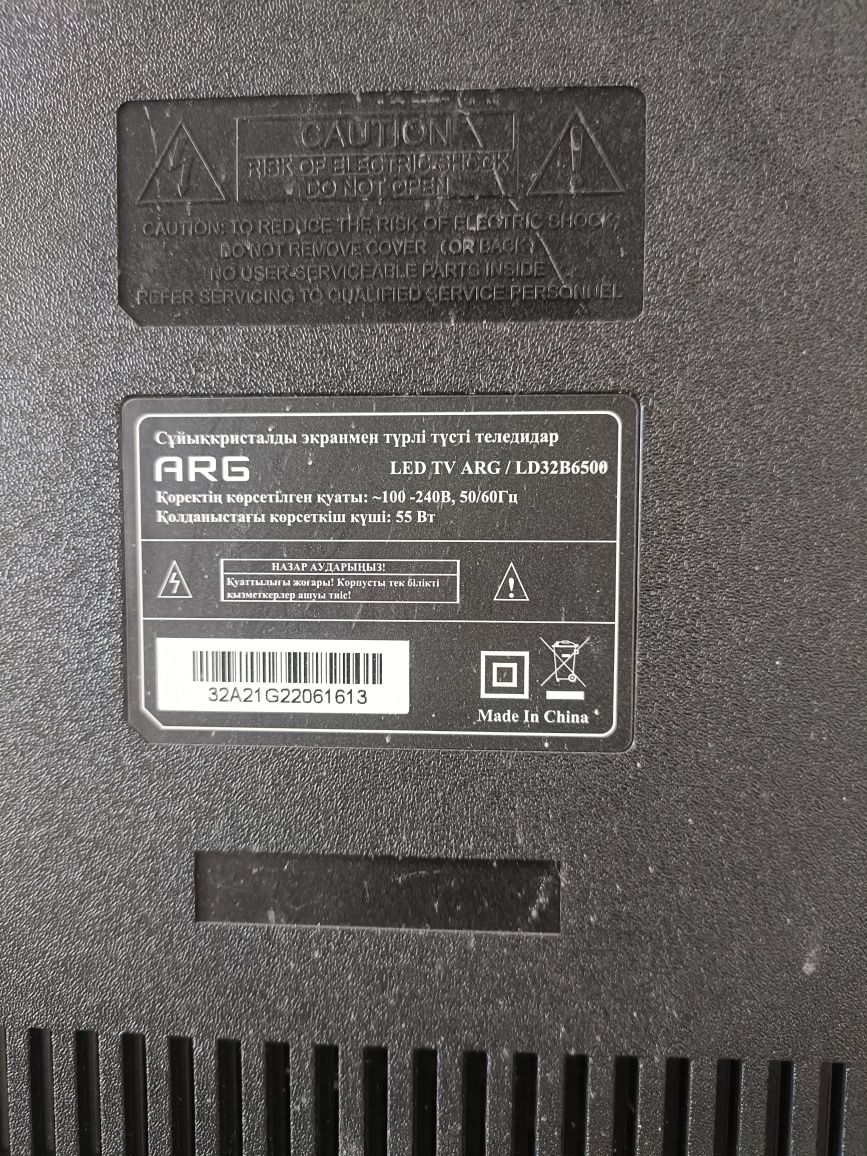 CAUTION
RISK OF ELECTRIC SHOCK
DO NOT OPEN
CAUTION: TO REDUCE THE RISK OF ELECTRIC SHOCK,
DO NOT REMOVE COVER (OR BACK)
NO USER-SERVICEABLE PARTS INSIDE
REFER SERVICING TO QUALIFIED SERVICE PERSONNEL
Сұйыққристалды экранмен түрлі түсті теледидар
ARG LED TV ARG / LD32B6500
Қоректің көрсетілген қуаты: ~100 -240В, 50/60Гц
Қолданыстағы көрсеткіш күші: 55 Вт
НАЗАР АУДАРЫҢЫЗ!
Қуаттылығы жоғары! Корпусты тек білікті
қызметкерлер ашуы тиіс!
32A21G22061613
Made In China